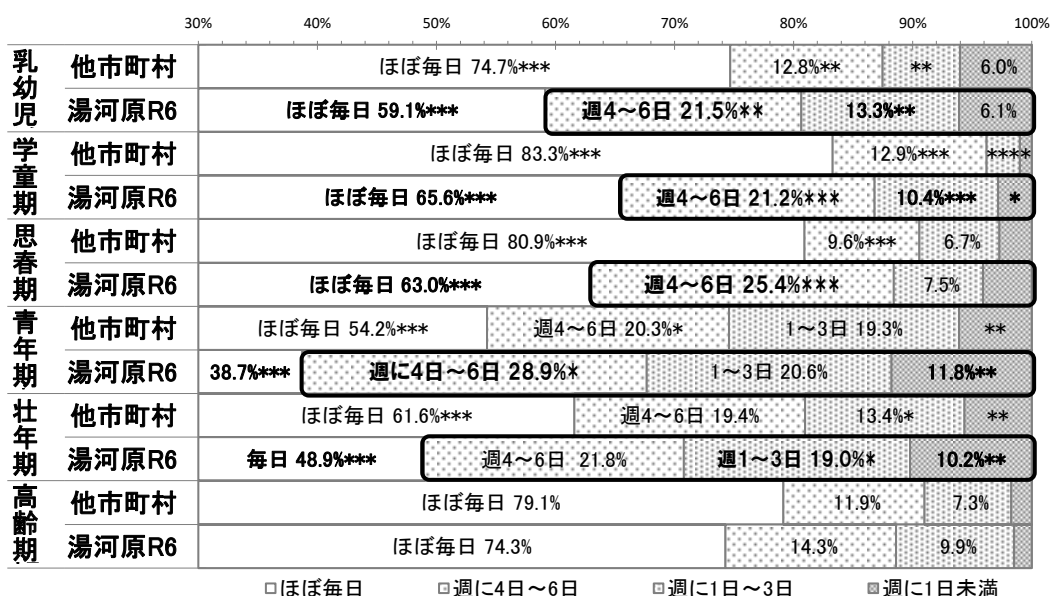 30% 40% 50% 60% 70% 80% 90% 100%
乳幼児
他市町村 ほぼ毎日 74.7%*** 12.8%** ** 6.0%
湯河原R6 ほぼ毎日 59.1%*** 週4～6日 21.5%** 13.3%** 6.1%
学童期
他市町村 ほぼ毎日 83.3%*** 12.9%*** ****
湯河原R6 ほぼ毎日 65.6%*** 週4～6日 21.2%*** 10.4%*** *
思春期
他市町村 ほぼ毎日 80.9%*** 9.6%*** 6.7%
湯河原R6 ほぼ毎日 63.0%*** 週4～6日 25.4%*** 7.5%
青年期
他市町村 ほぼ毎日 54.2%*** 週4～6日 20.3%* 1～3日 19.3% **
湯河原R6 38.7%*** 週に4日～6日 28.9%* 1～3日 20.6% 11.8%**
壮年期
他市町村 ほぼ毎日 61.6%*** 週4～6日 19.4% 13.4%* **
湯河原R6 毎日 48.9%*** 週4～6日 21.8% 週1～3日 19.0%* 10.2%**
高齢期
他市町村 ほぼ毎日 79.1% 11.9% 7.3%
湯河原R6 ほぼ毎日 74.3% 14.3% 9.9%
ほぼ毎日 週に4日～6日 週に1日～3日 週に1日未満